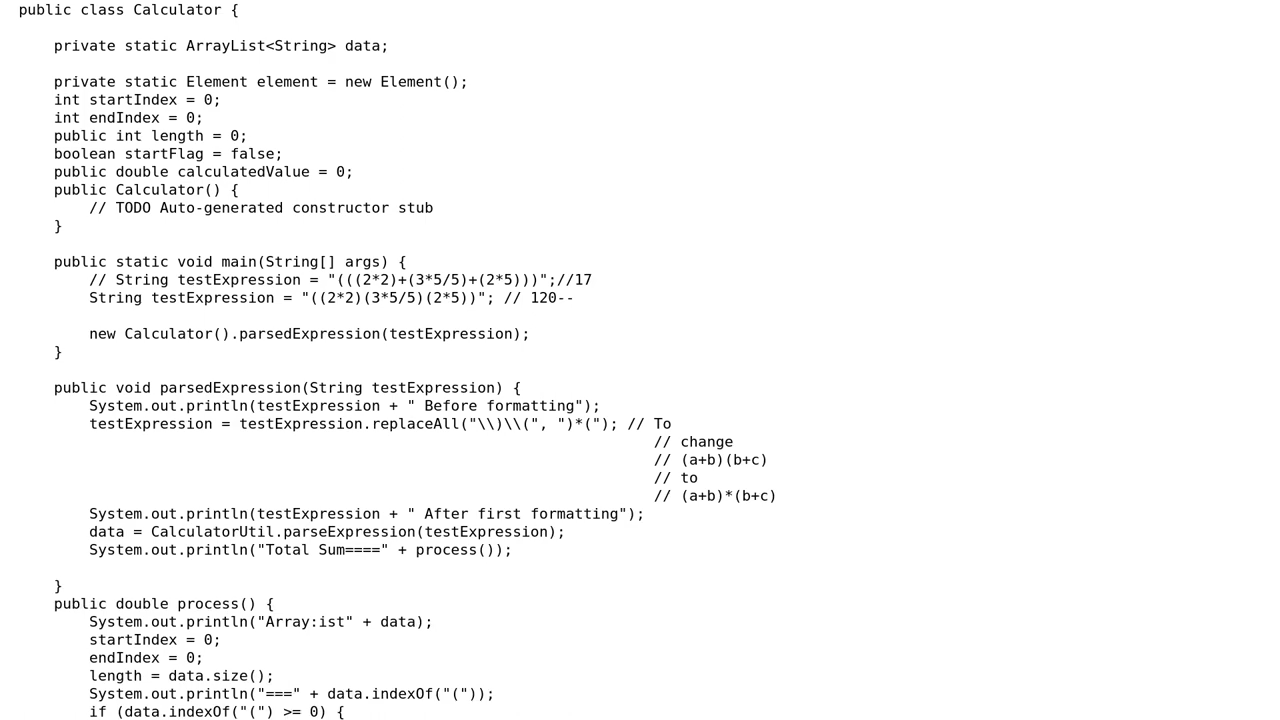 public class Calculator {
private static ArrayList<String> data;
private static Element element = new Element();
int startIndex = 0;
int endIndex = 0;
public int length = 0;
boolean startFlag = false;
public double calculatedValue = 0;
public Calculator() {
// TODO Auto-generated constructor stub
}
public static void main(String[] args) {
// String testExpression = "(((2*2)+(3*5/5)+(2*5)))";//17
String testExpression = "((2*2)(3*5/5)(2*5))"; // 120--
new Calculator().parsedExpression(testExpression);
}
public void parsedExpression(String testExpression) {
System.out.println(testExpression + " Before formatting");
testExpression = testExpression.replaceAll("\\)\\(", ")*("); // To
// change
// (a+b)(b+c)
// to
// (a+b)*(b+c)
System.out.println(testExpression + " After first formatting");
data = CalculatorUtil.parseExpression(testExpression);
System.out.println("Total Sum====" + process());
}
public double process() {
System.out.println("Array:ist" + data);
startIndex = 0;
endIndex = 0;
length = data.size();
System.out.println("===" + data.indexOf("("));
if (data.indexOf("(") >= 0) {